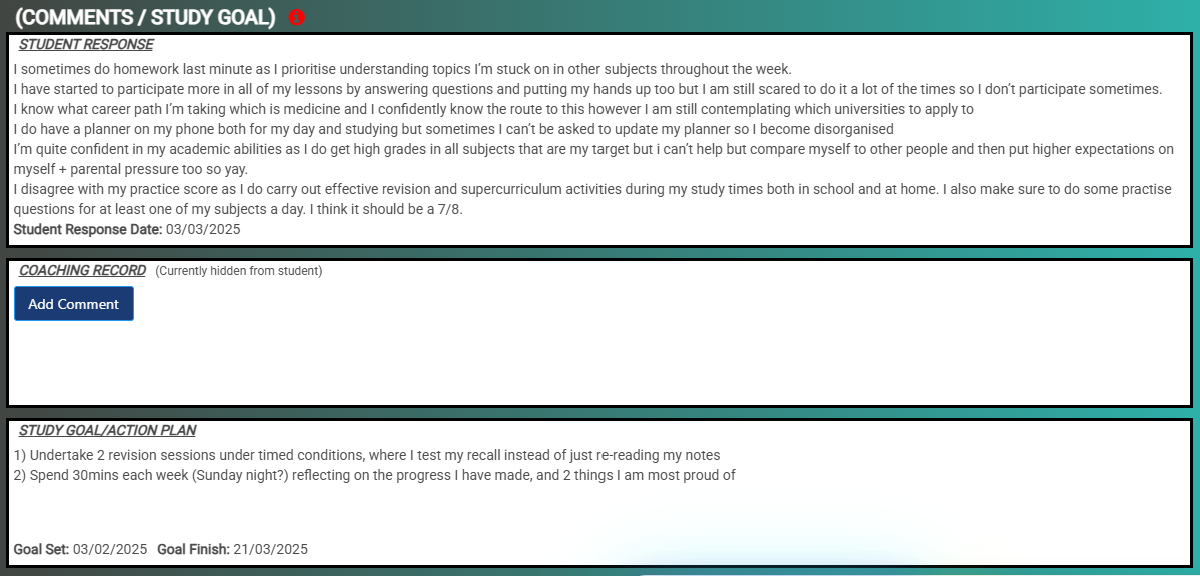 (COMMENTS / STUDY GOAL)
STUDENT RESPONSE
I sometimes do homework last minute as I prioritise understanding topics I'm stuck on in other subjects throughout the week.
I have started to participate more in all of my lessons by answering questions and putting my hands up too but I am still scared to do it a lot of the times so I don't participate sometimes.
I know what career path I'm taking which is medicine and I confidently know the route to this however I am still contemplating which universities to apply to
I do have a planner on my phone both for my day and studying but sometimes I can't be asked to update my planner so I become disorganised
I'm quite confident in my academic abilities as I do get high grades in all subjects that are my target but i can't help but compare myself to other people and then put higher expectations on
myself + parental pressure too so yay.
I disagree with my practice score as I do carry out effective revision and supercurriculum activities during my study times both in school and at home. I also make sure to do some practise
questions for at least one of my subjects a day. I think it should be a 7/8.
Student Response Date: 03/03/2025
COACHING RECORD (Currently hidden from student)
Add Comment
STUDY GOAL/ACTION PLAN
1) Undertake 2 revision sessions under timed conditions, where I test my recall instead of just re-reading my notes
2) Spend 30mins each week (Sunday night?) reflecting on the progress I have made, and 2 things I am most proud of
Goal Set: 03/02/2025 Goal Finish: 21/03/2025